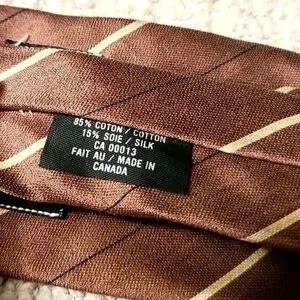 85% COTON / COTTON
15% SOIE / SILK
CA 00013
FAIT AU / MADE IN
CANADA